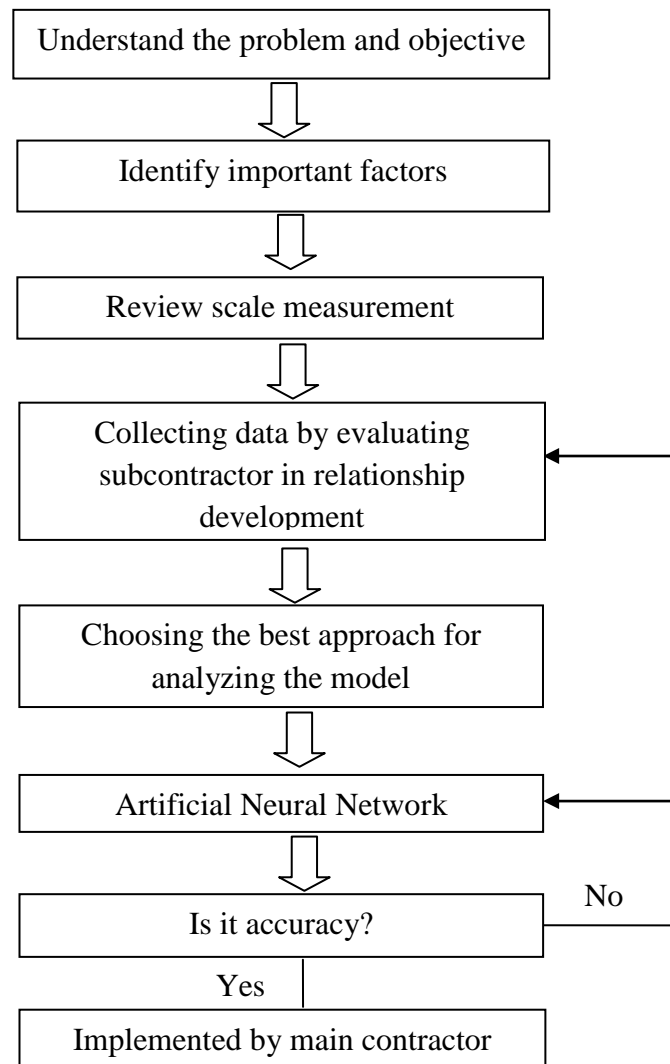 Understand the problem and objective
Identify important factors
Review scale measurement
Collecting data by evaluating
subcontractor in relationship
development
Choosing the best approach for
analyzing the model
Artificial Neural Network
Is it accuracy?
No
Yes
Implemented by main contractor